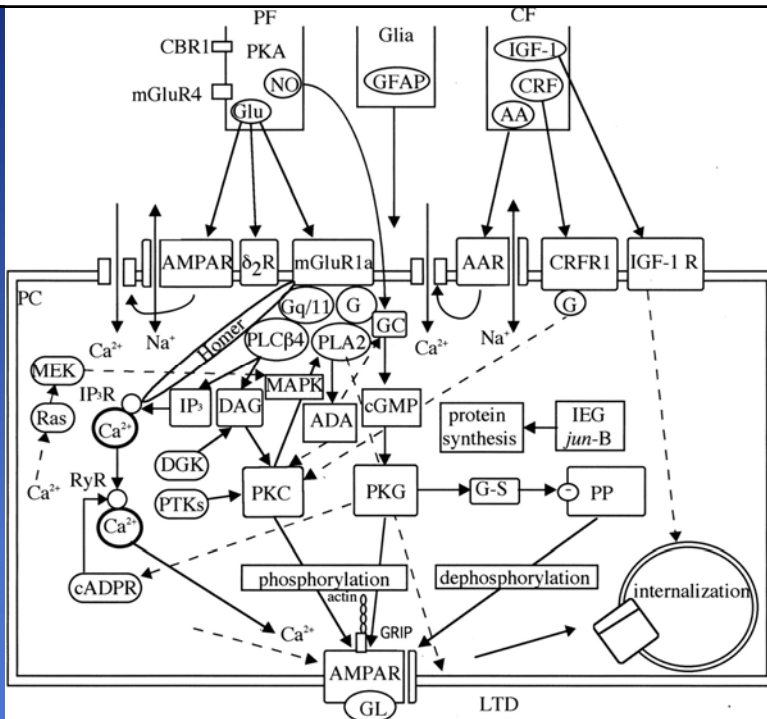 PF
CF
CBR1
PKA
Glia
IGF-1
mGluR4
NO
GFAP
CRF
Glu
AA
AMPAR
δ₂R
mGluR1a
AAR
CRFR1
IGF-1 R
PC
Gq/11
G
G
Homer
GC
Ca²⁺
Na⁺
PLCβ4
PLA2
Ca²⁺
Na⁺
MEK
IP₃R
MAPK
IP₃
DAG
ADA
cGMP
protein
synthesis
IEG
jun-B
Ras
Ca²⁺
DGK
Ca²⁺
RyR
PTKs
PKC
PKG
G-S
-
PP
Ca²⁺
cADPR
phosphorylation
dephosphorylation
internalization
actin
Ca²⁺
GRIP
AMPAR
GL
LTD